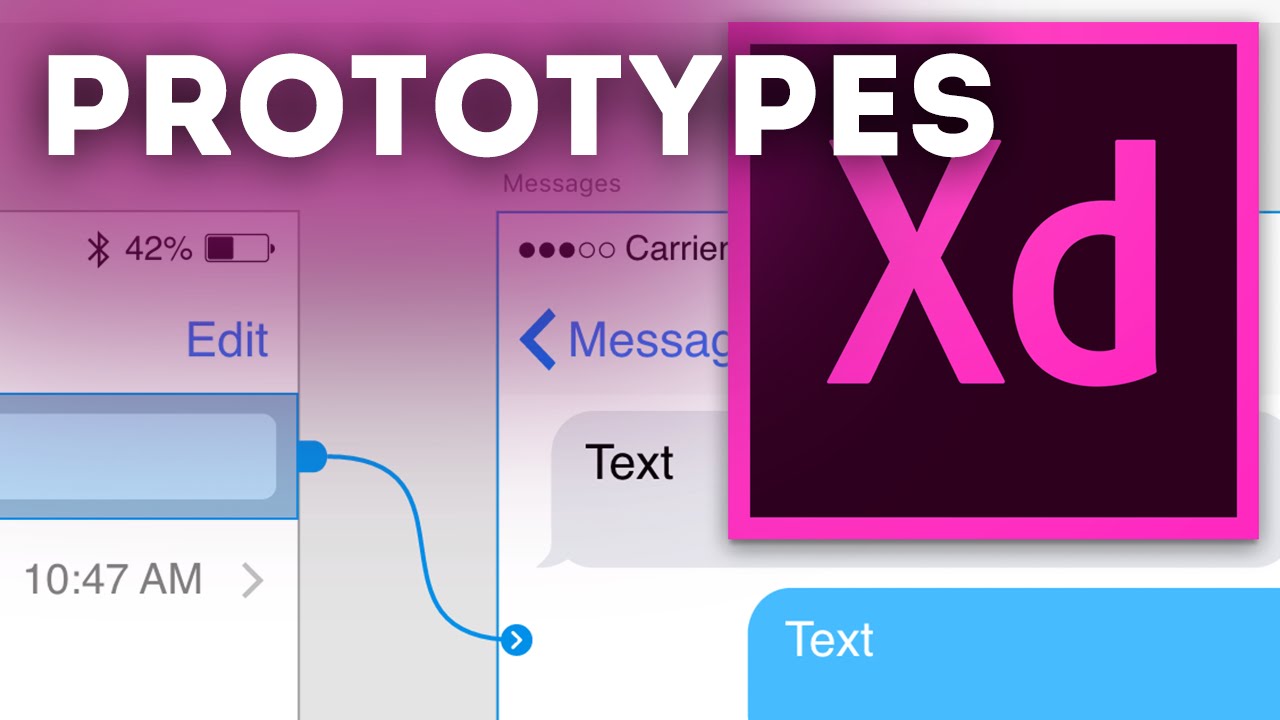 PROTOTYPES
Xd
Messages
42%
Carrier
Edit
Messag
Text
10:47 AM
Text